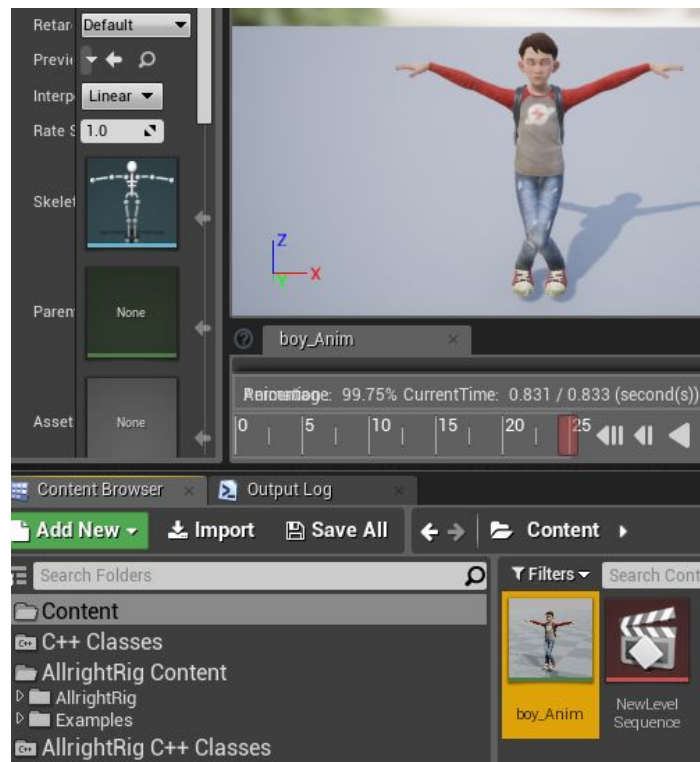 Retar Default
Previ
Interp Linear
Rate S 1.0
Skelet
Z
X
Y
Paren None
boy_Anim
99.75% CurrentTime: 0.831 / 0.833 (second(s))
Asset None
0 5 10 15 20 25
Content Browser Output Log
Add New Import Save All Content
Search Folders Filters Search Cont
Content
C++ Classes
AllrightRig Content
AllrightRig
Examples
AllrightRig C++ Classes
boy_Anim
NewLevel
Sequence